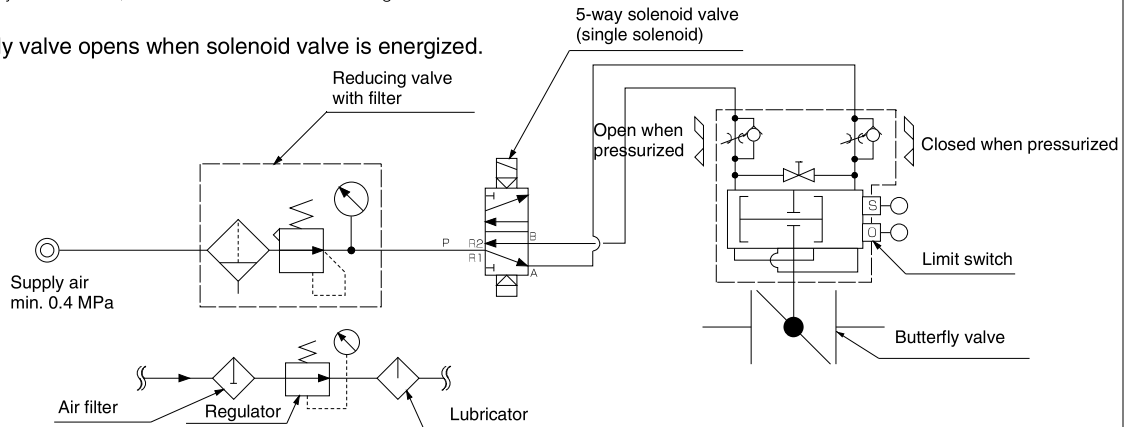 ly valve opens when solenoid valve is energized.
5-way solenoid valve
(single solenoid)
Reducing valve
with filter
Open when
pressurized
Closed when pressurized
S
O
P
R2
R1
B
A
Supply air
min. 0.4 MPa
Limit switch
Butterfly valve
Air filter
Regulator
Lubricator